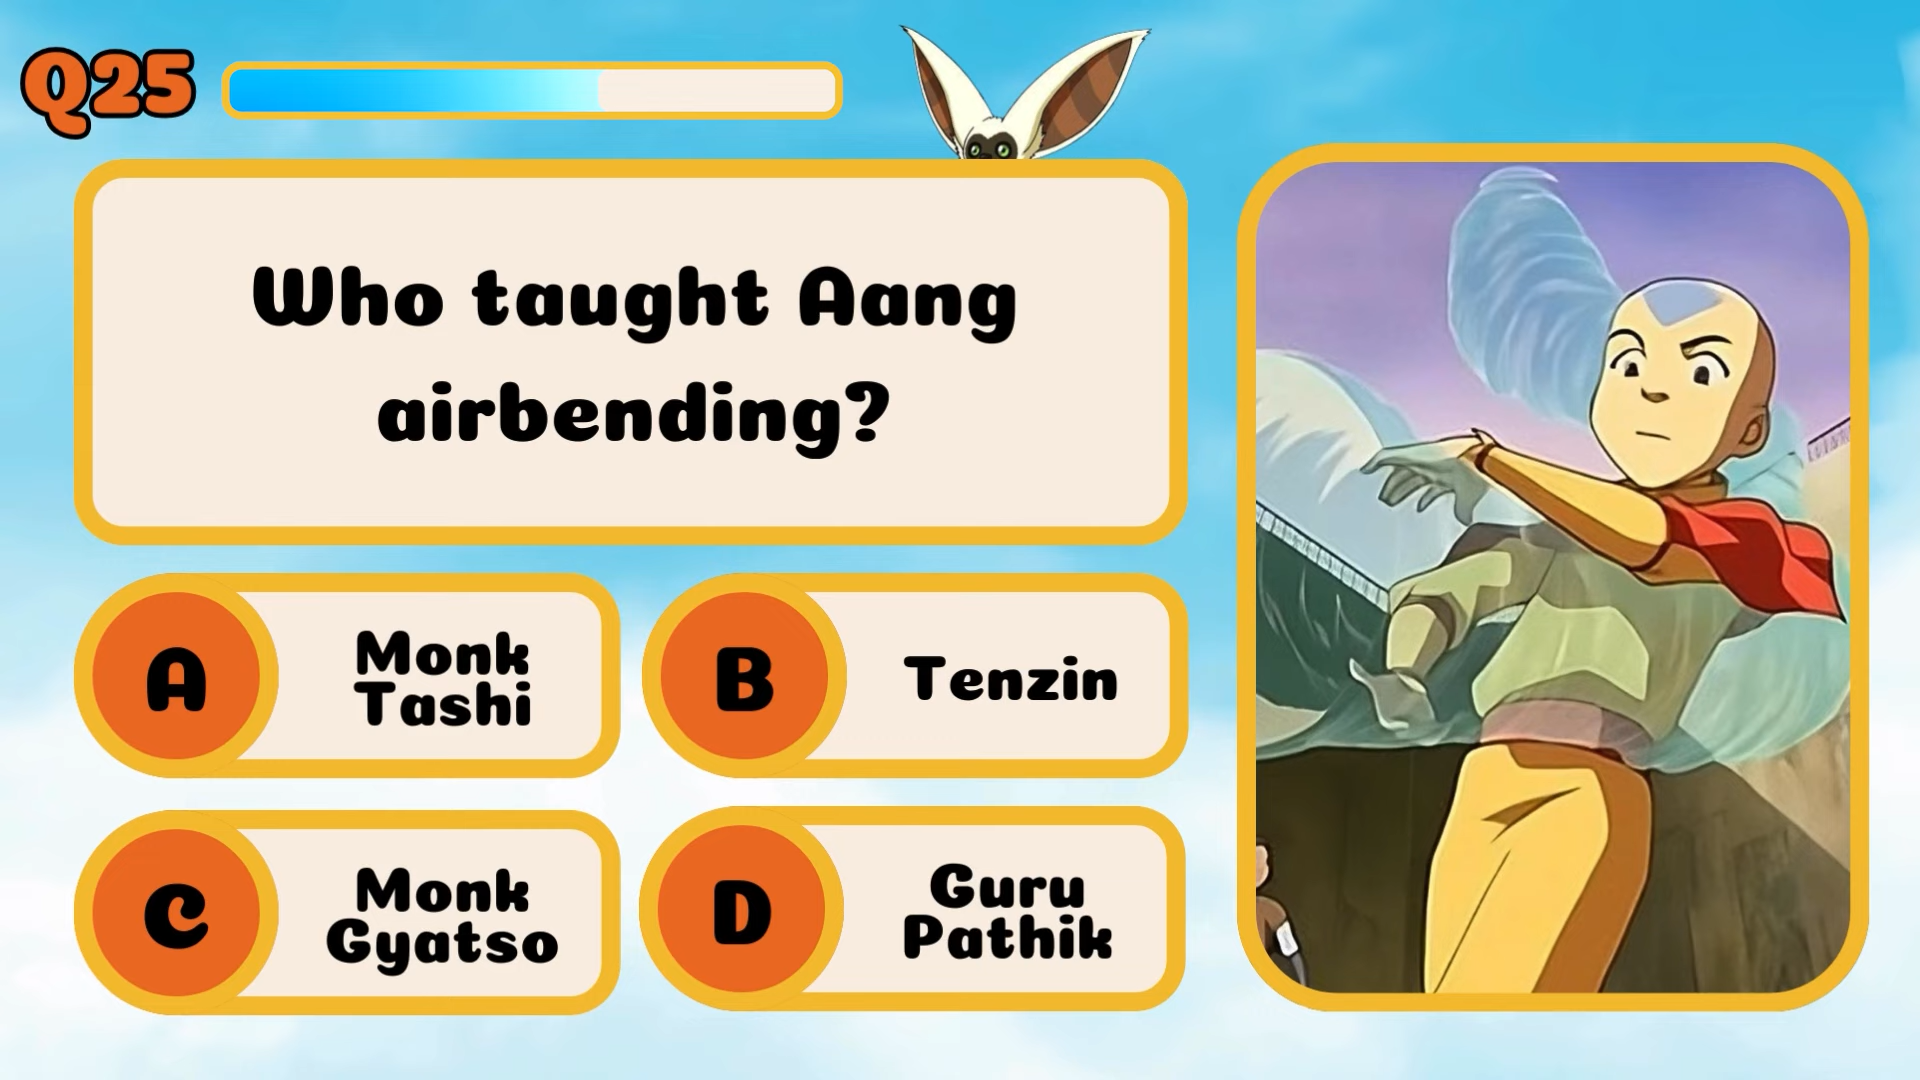 Q25
Who taught Aang
airbending?
A
Monk
Tashi
B
Tenzin
C
Monk
Gyatso
D
Guru
Pathik